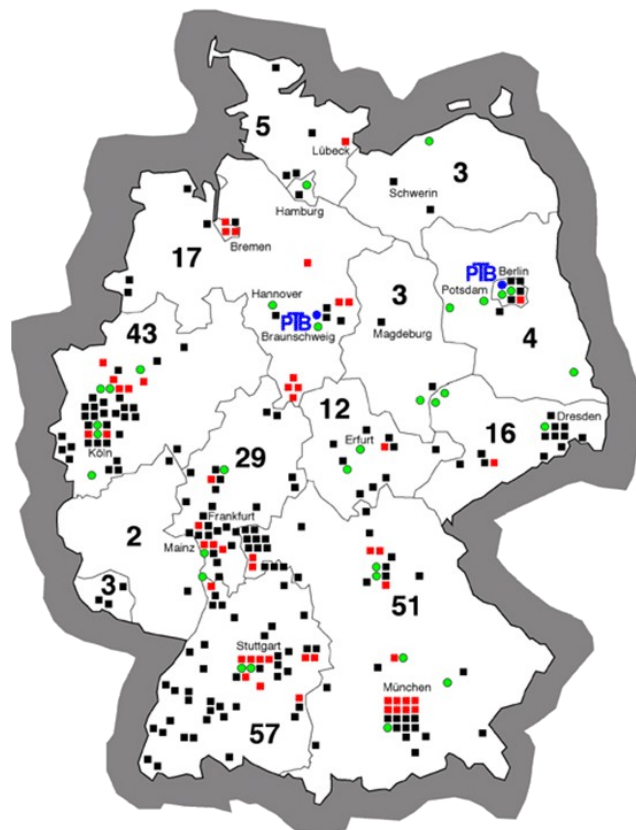 5
Lübeck
3
Schwerin
Hamburg
Bremen
17
PTB
Berlin
Hannover
3
Potsdam
43
PTB
Magdeburg
4
Braunschweig
12
Dresden
Erfurt
16
Köln
29
Frankfurt
2
Mainz
3
51
Stuttgart
München
57